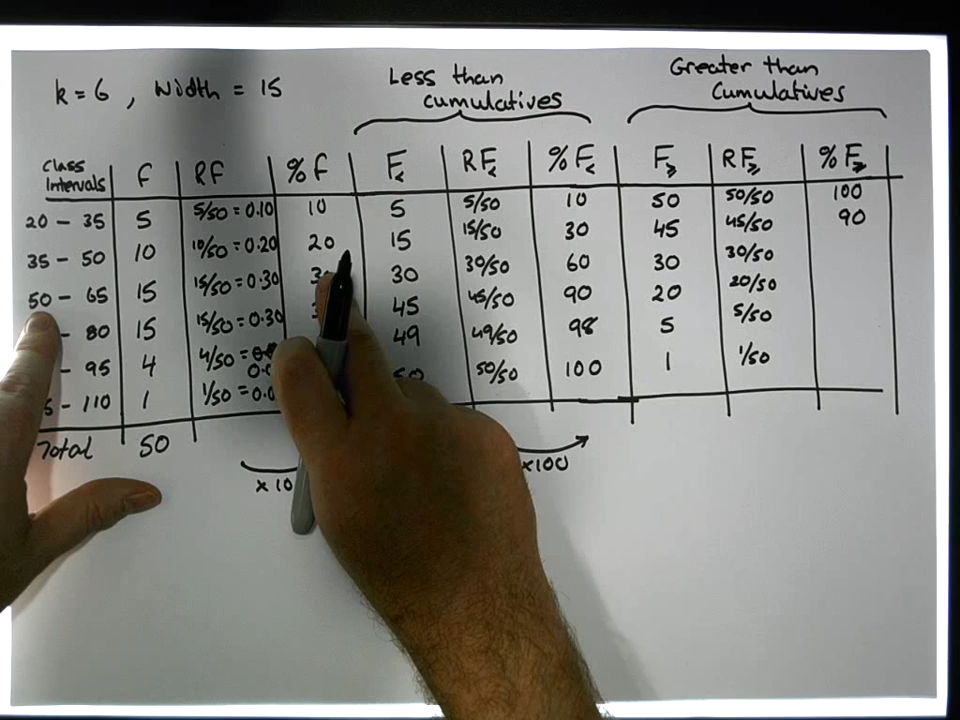 k = 6 , Width = 15
Less than cumulatives
Greater than Cumulatives
Class Intervals | f | RF | % f | F< | RF< | % F< | F≥ | RF≥ | % F≥
20 - 35 | 5 | 5/50 = 0.10 | 10 | 5 | 5/50 | 10 | 50 | 50/50 | 100
35 - 50 | 10 | 10/50 = 0.20 | 20 | 15 | 15/50 | 30 | 45 | 45/50 | 90
50 - 65 | 15 | 15/50 = 0.30 | 30 | 30/50 | 60 | 30 | 30/50
- 80 | 15 | 15/50 = 0.30 | 45 | 45/50 | 90 | 20 | 20/50
- 95 | 4 | 4/50 = | 49 | 49/50 | 98 | 5 | 5/50
5 - 110 | 1 | 1/50 = 0.0 | 50/50 | 100 | 1 | 1/50
Total | 50
x 10
x100